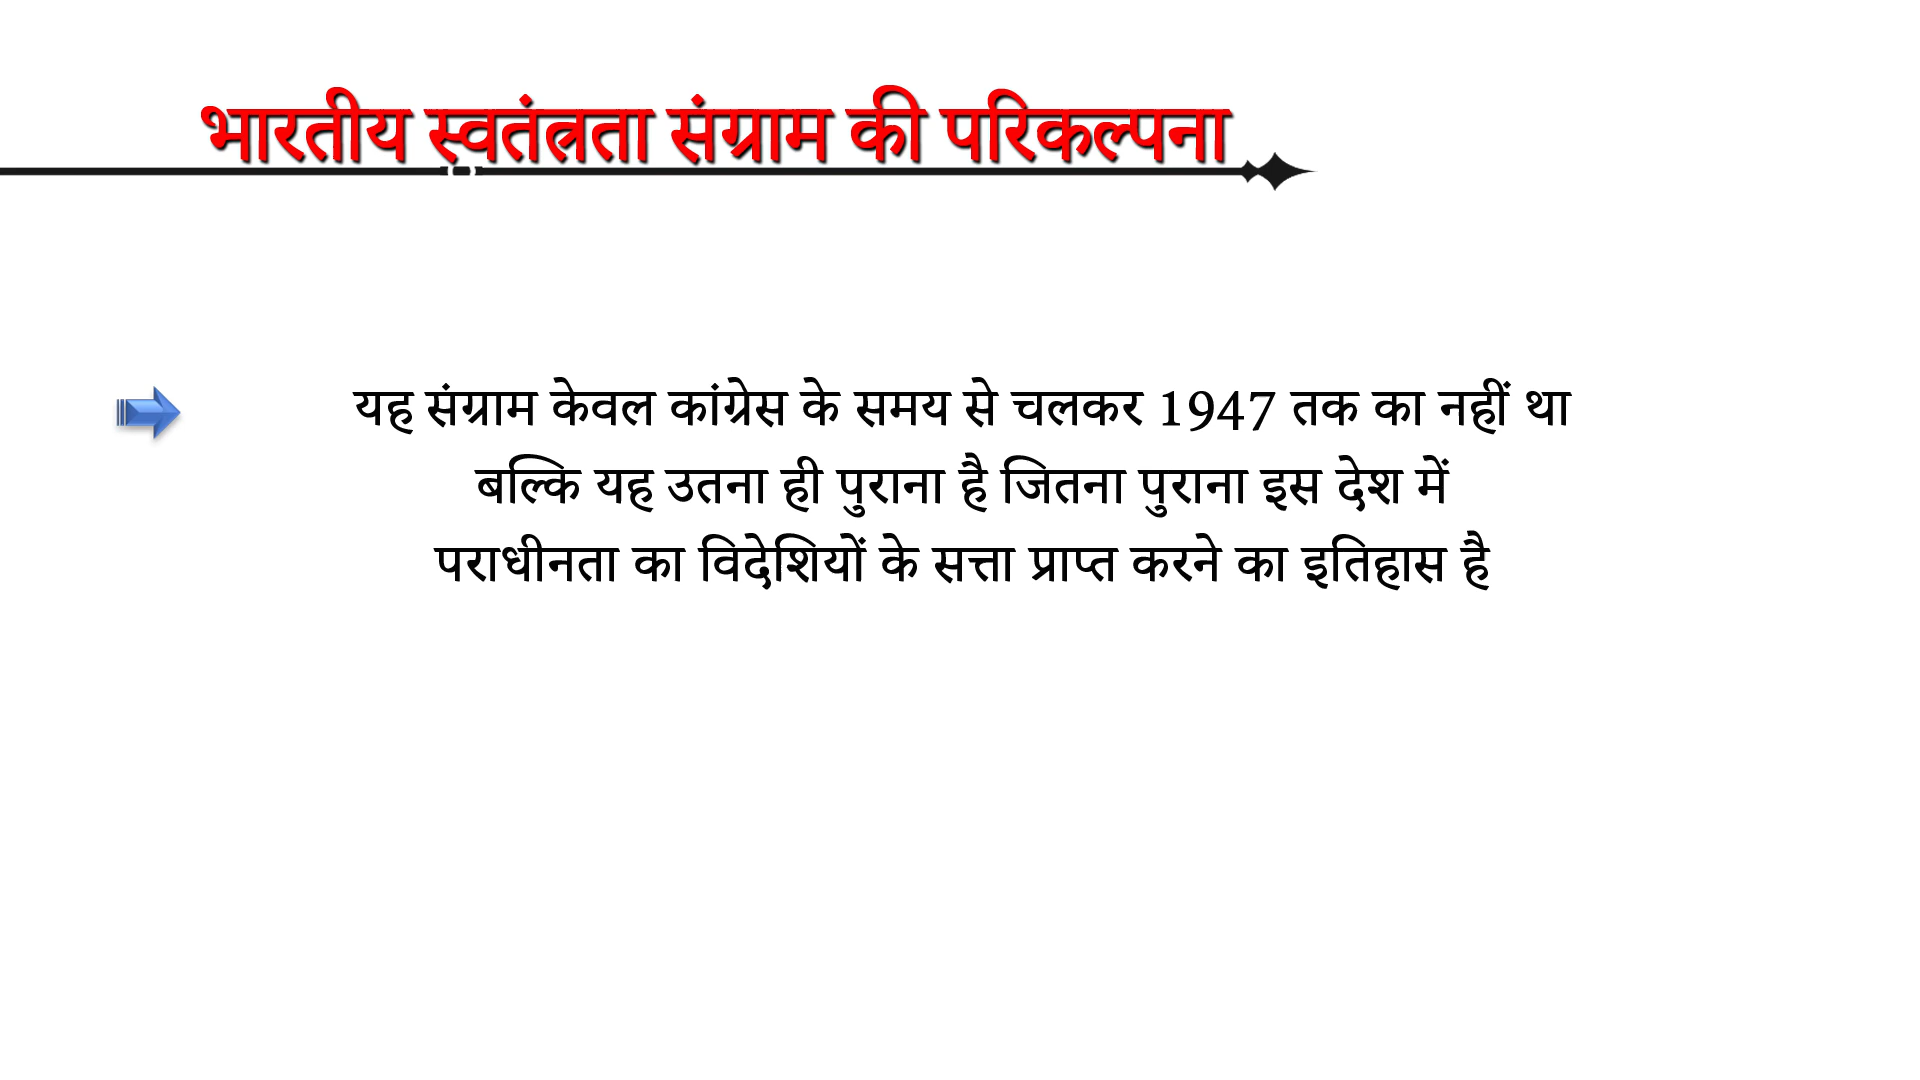 भारतीय स्वतंत्रता संग्राम की परिकल्पना
यह संग्राम केवल कांग्रेस के समय से चलकर 1947 तक का नहीं था
बल्कि यह उतना ही पुराना है जितना पुराना इस देश में
पराधीनता का विदेशियों के सत्ता प्राप्त करने का इतिहास है